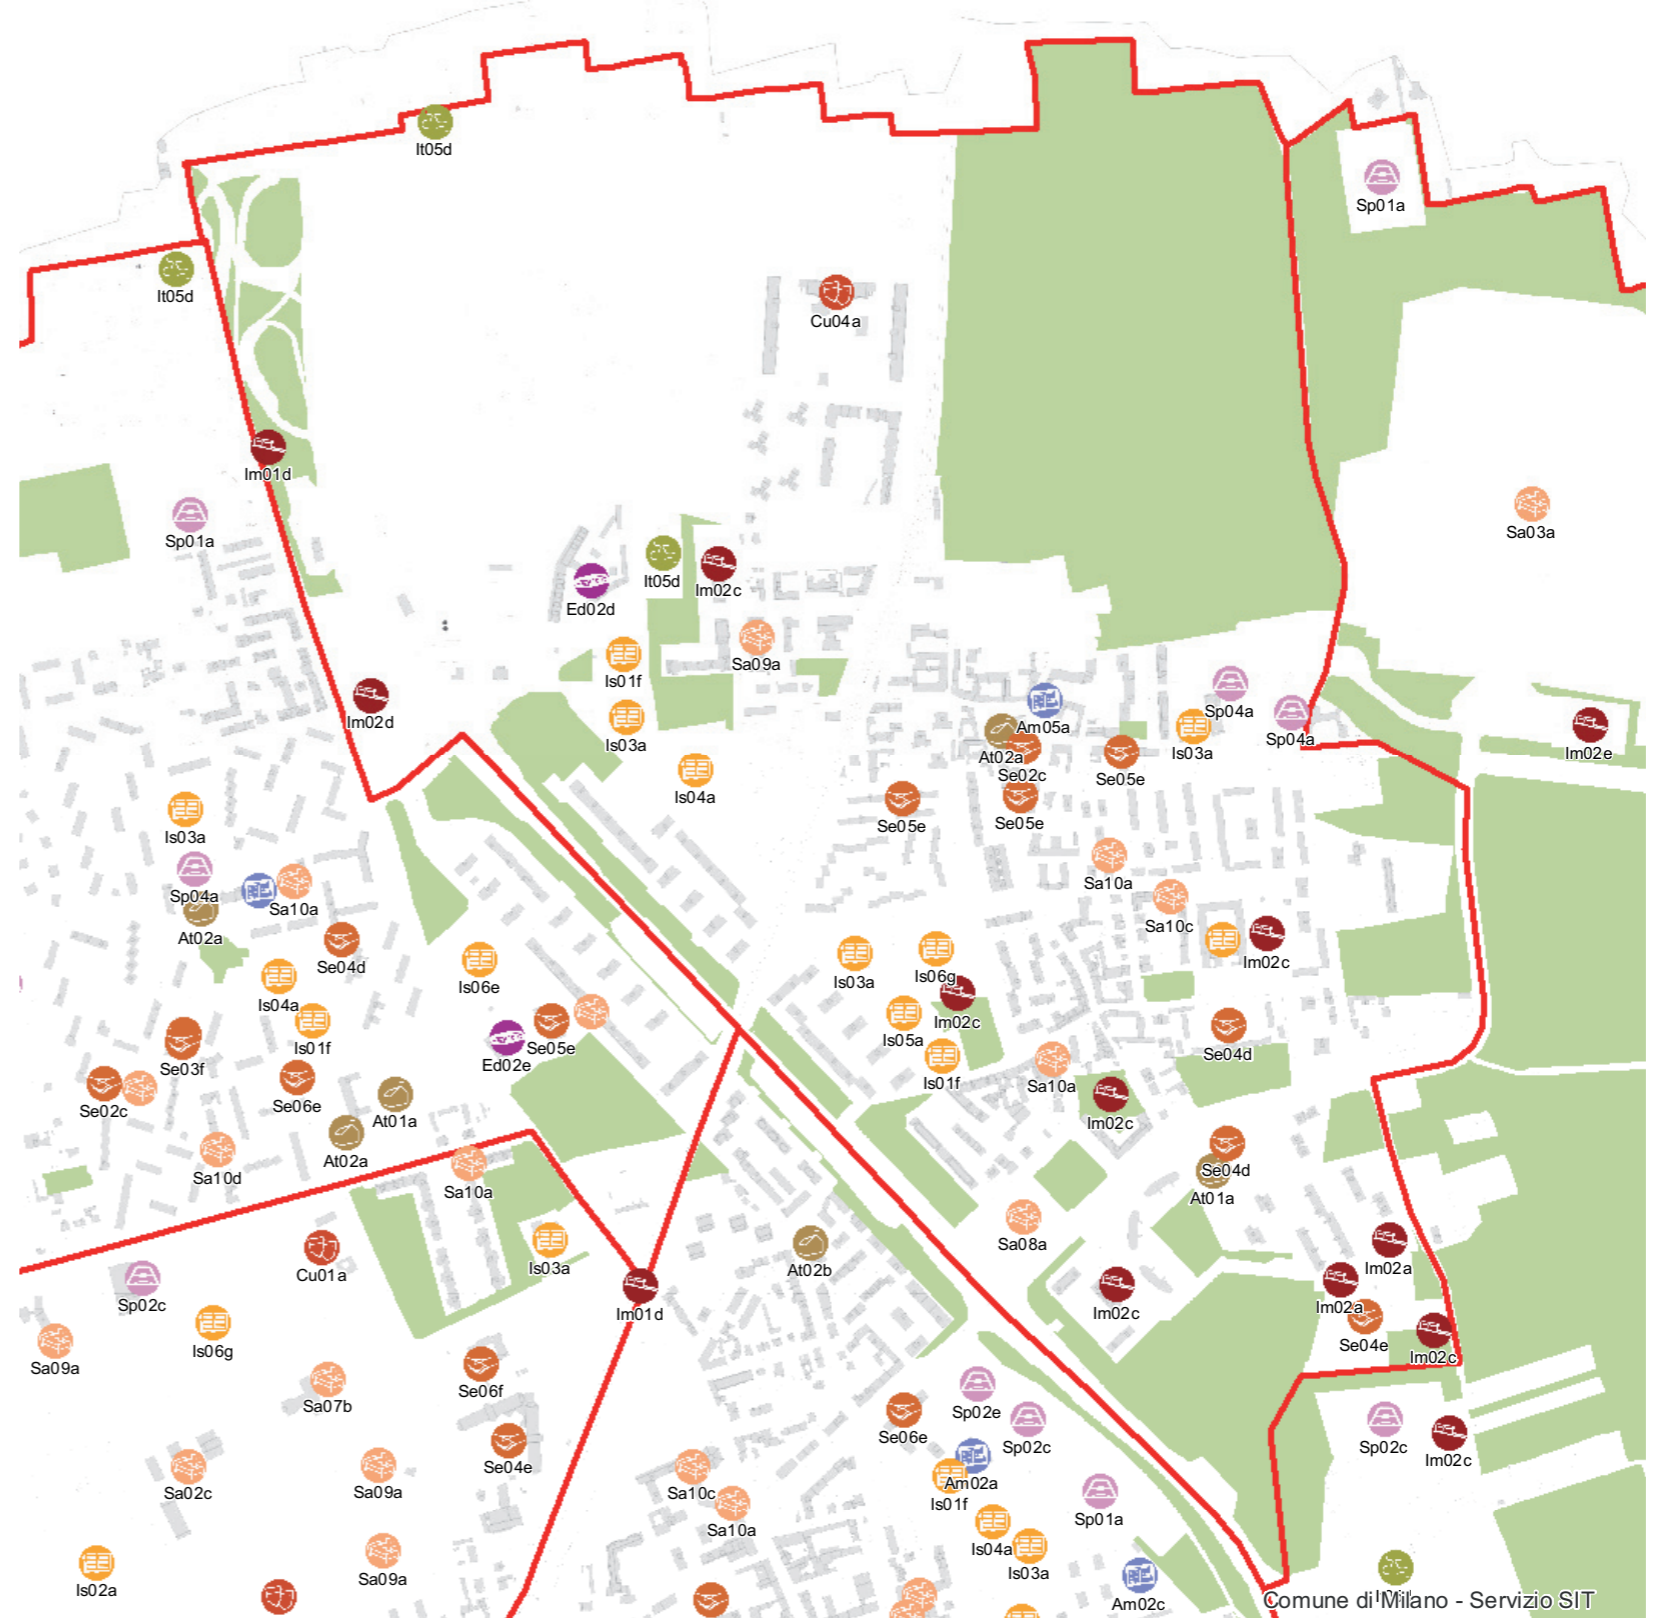 It05d
Sp01a
It05d
Cu04a
Im01d
Sp01a
Sa03a
It05d
Im02c
Ed02d
Sa09a
Is01f
Im02d
Sp04a
Am05a
Is03a
At02a
Se02c
Se05e
Is03a
Sp04a
Im02e
Is04a
Se05e
Se05e
Is03a
Sp04a
Sa10a
Sa10a
At02a
Sa10c
Im02c
Se04d
Is06e
Is03a
Is06g
Is04a
Im02c
Is01f
Se05e
Is05a
Se04d
Se03f
Ed02e
Is01f
Sa10a
Se02c
Se06e
At01a
Im02c
At02a
Sa10d
Sa10a
Se04d
At01a
Cu01a
Is03a
At02b
Sa08a
Im02a
Sp02c
Im01d
Im02c
Im02a
Se04e
Im02c
Is06g
Sa09a
Sa07b
Se06f
Sp02e
Se06e
Sp02c
Sp02c
Im02c
Se04e
Sa02c
Sa09a
Sa10c
Am02a
Is01f
Sa10a
Sp01a
Is04a
Is03a
Is02a
Sa09a
Am02c
Comune di Milano - Servizio SIT